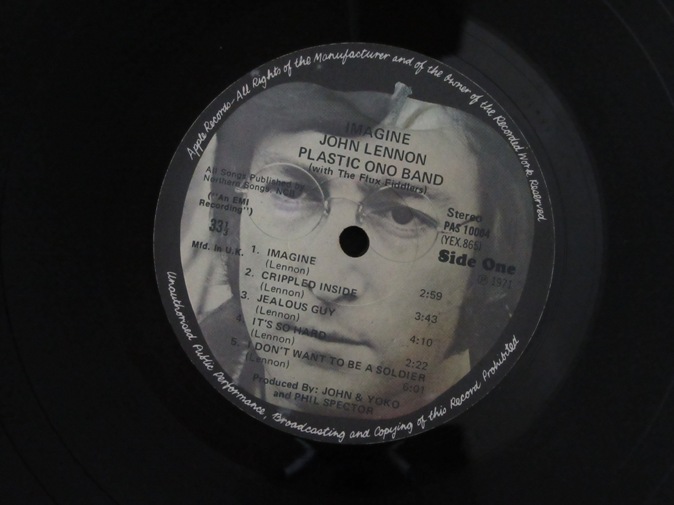 Apple Records-All Rights of the Manufacturer and of the Owner of the Recorded Work Reserved
IMAGINE
JOHN LENNON
PLASTIC ONO BAND
(with The Flux Fiddlers)
All Songs Published by
Northern Songs, NCB
("An EMI
Recording")
33⅓
Mfd. In U.K.
Stereo
PAS 10004
(YEX.865)
Side One
1971
1. IMAGINE 2:59
(Lennon)
2. CRIPPLED INSIDE 3:43
(Lennon)
3. JEALOUS GUY 4:10
(Lennon)
4. IT'S SO HARD 2:22
(Lennon)
5. I DON'T WANT TO BE A SOLDIER 6:01
(Lennon)
Produced By: JOHN & YOKO
and PHIL SPECTOR
Unauthorised Public Performance, Broadcasting and Copying of this Record Prohibited